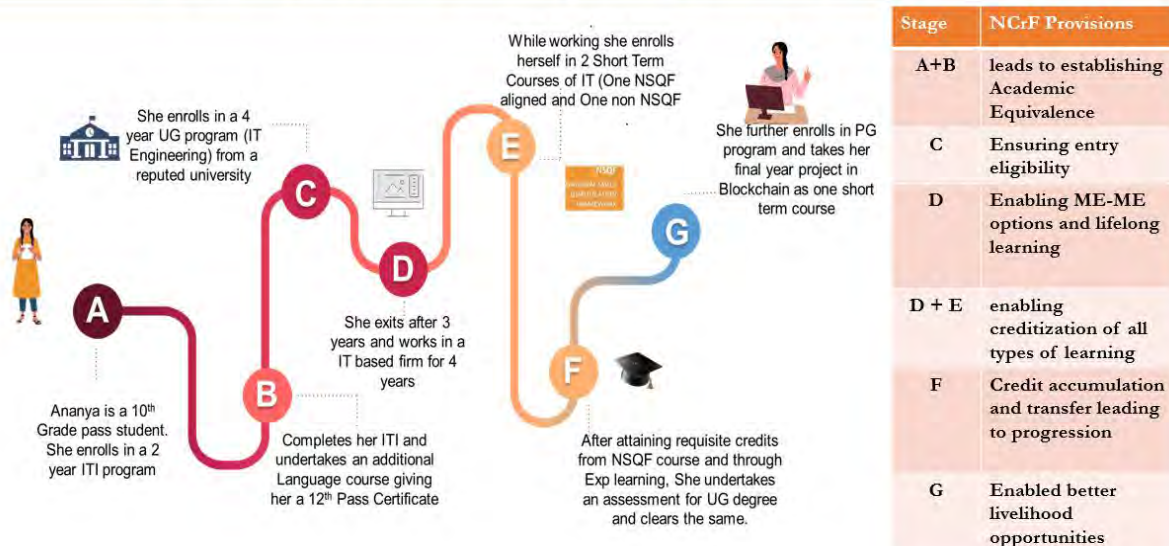 While working she enrolls
herself in 2 Short Term
Courses of IT (One NSQF
aligned and One non NSQF
She enrolls in a 4
year UG program (IT
Engineering) from a
reputed university
She further enrolls in PG
program and takes her
final year project in
Blockchain as one short
term course
NSQF
A
B
C
D
E
F
G
She exits after 3
years and works in a
IT based firm for 4
years
Ananya is a 10th
Grade pass student.
She enrolls in a 2
year ITI program
Completes her ITI and
undertakes an additional
Language course giving
her a 12th Pass Certificate
After attaining requisite credits
from NSQF course and through
Exp learning, She undertakes
an assessment for UG degree
and clears the same.
Stage NCrF Provisions
A+B leads to establishing
Academic
Equivalence
C Ensuring entry
eligibility
D Enabling ME-ME
options and lifelong
learning
D + E enabling
creditization of all
types of learning
F Credit accumulation
and transfer leading
to progression
G Enabled better
livelihood
opportunities